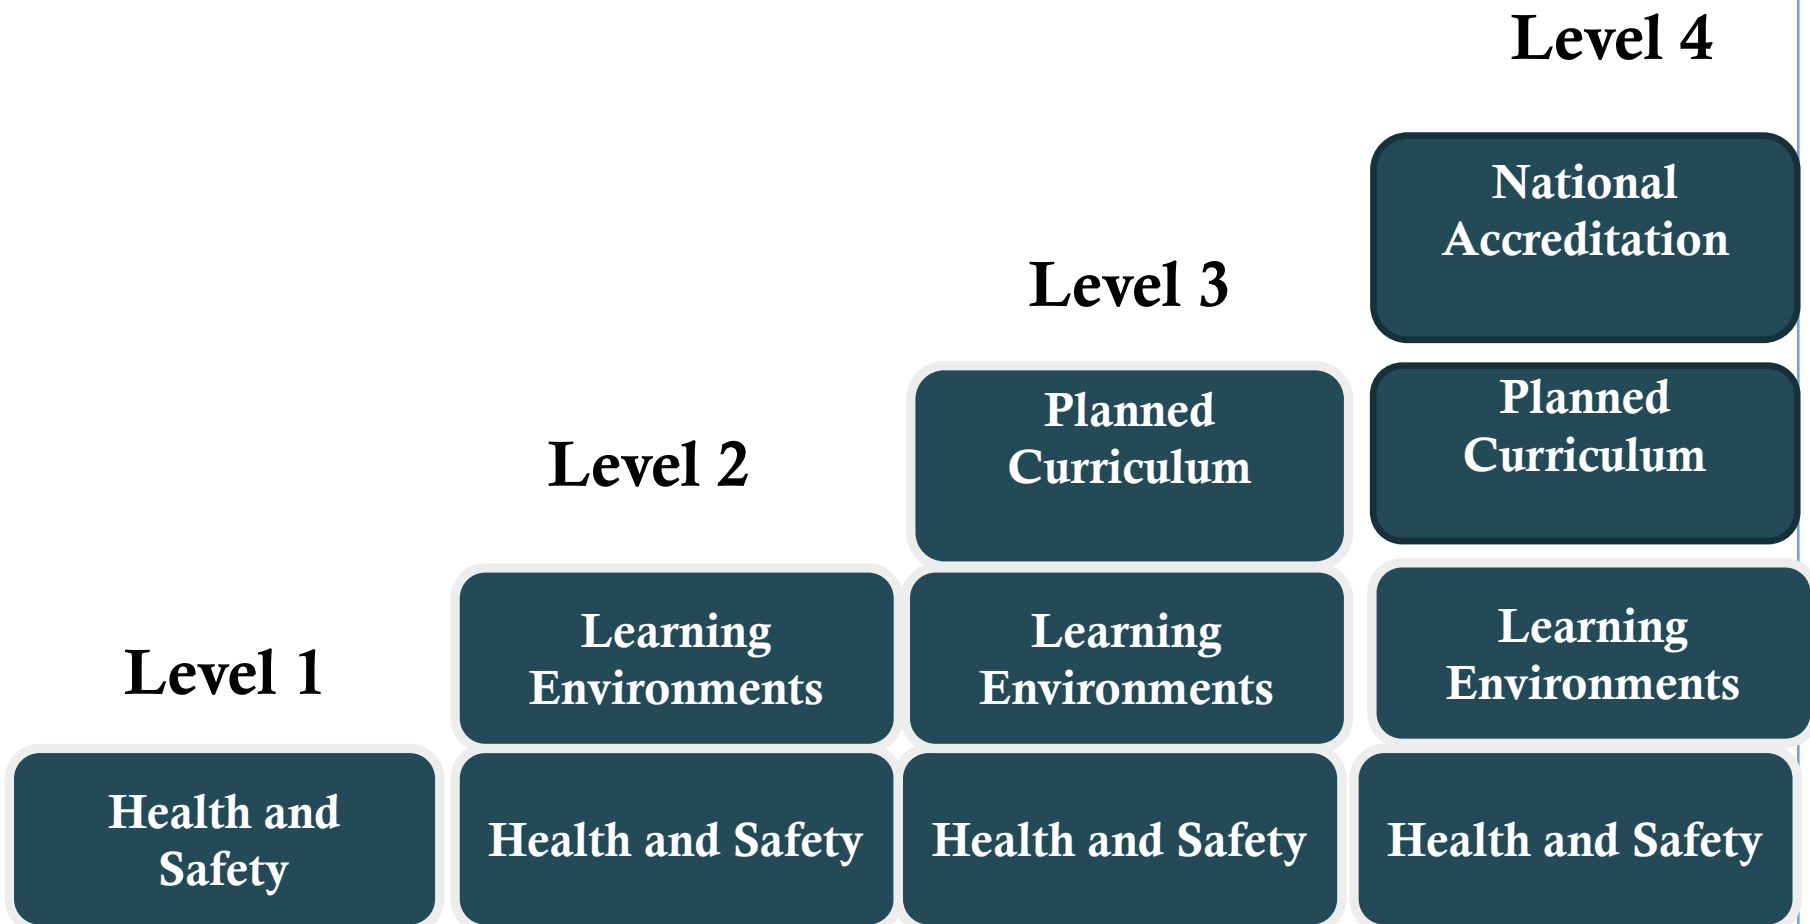 Level 4
National
Accreditation
Level 3
Planned
Curriculum
Planned
Curriculum
Level 2
Learning
Environments
Learning
Environments
Learning
Environments
Level 1
Health and
Safety
Health and Safety
Health and Safety
Health and Safety